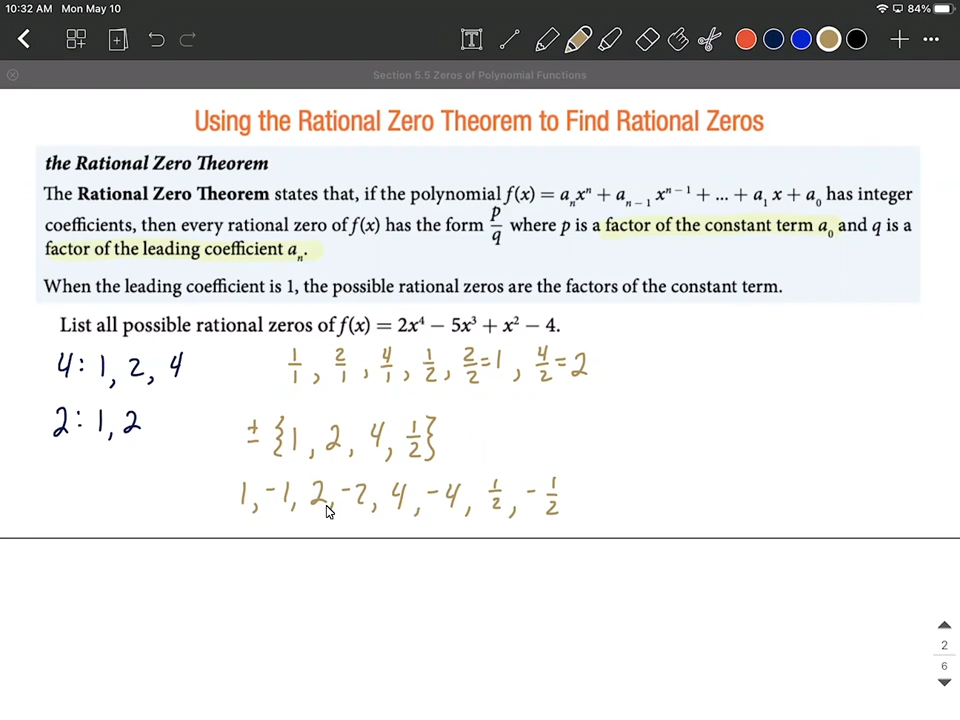 10:32 AM Mon May 10
84%
Section 5.5 Zeros of Polynomial Functions
Using the Rational Zero Theorem to Find Rational Zeros
the Rational Zero Theorem
The Rational Zero Theorem states that, if the polynomial f(x) = aₙxⁿ + aₙ₋₁ xⁿ⁻¹ + ... + a₁ x + a₀ has integer
coefficients, then every rational zero of f(x) has the form p/q where p is a factor of the constant term a₀ and q is a
factor of the leading coefficient aₙ.
When the leading coefficient is 1, the possible rational zeros are the factors of the constant term.
List all possible rational zeros of f(x) = 2x⁴ − 5x³ + x² − 4.
4: 1, 2, 4
1/1, 2/1, 4/1, 1/2, 2/2=1, 4/2=2
2: 1, 2
± {1, 2, 4, 1/2}
1, -1, 2, -2, 4, -4, 1/2, -1/2
2
6